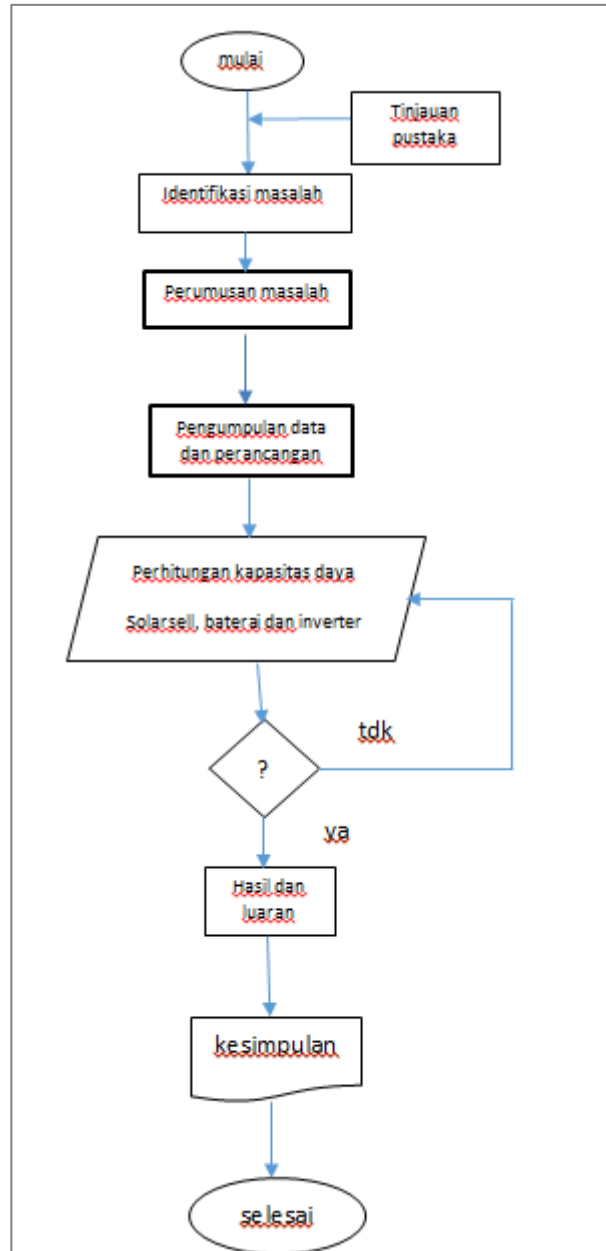 mulai
Tinjauan
pustaka
Identifikasi masalah
Perumusan masalah
Pengumpulan data
dan perancangan
Perhitungan kapasitas daya
Solarsell, baterai dan inverter
?
tdk
ya
Hasil dan
luaran
kesimpulan
selesai